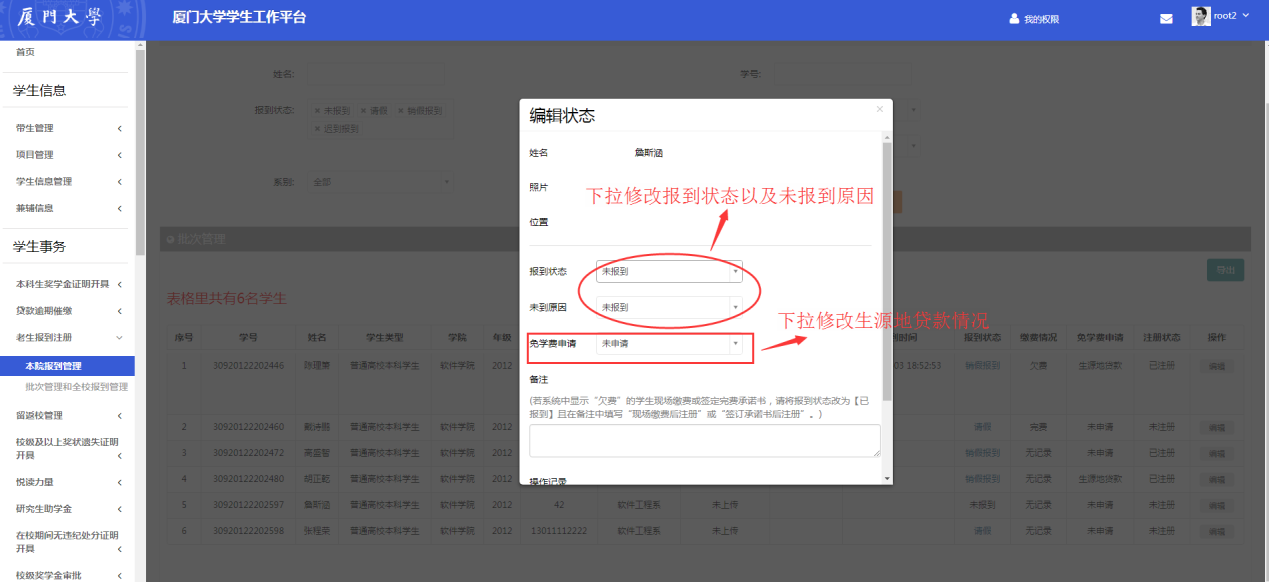 厦門大學
厦门大学学生工作平台
我的权限
root2
首页
学生信息
带生管理
项目管理
学生信息管理
兼辅信息
学生事务
本科生奖学金证明开具
贷款逾期催缴
老生报到注册
本院报到管理
批次管理和全校报到管理
留返校管理
校级及以上奖状遗失证明
开具
悦读力量
研究生助学金
在校期间无违纪处分证明
开具
校级奖学金审批
姓名:
学号:
报到状态:
× 未报到 × 请假 × 销假报到
× 迟到报到
系别:
全部
批次管理
导出
表格里共有6名学生
序号 学号 姓名 学生类型 学院 年级 到时间 报到状态 缴费情况 免学费申请 注册状态 操作
1 30920122202446 陈理慧 普通高校本科学生 软件学院 2012 03 18:52:53 销假报到 欠费 生源地贷款 已注册 编辑
2 30920122202460 普通高校本科学生 软件学院 2012 请假 完费 未申请 未注册 编辑
3 30920122202472 普通高校本科学生 软件学院 2012 销假报到 无记录 未申请 已注册 编辑
4 30920122202480 普通高校本科学生 软件学院 2012 销假报到 无记录 生源地贷款 已注册 编辑
5 30920122202597 詹斯涵 普通高校本科学生 软件学院 2012 42 软件工程系 未上传 未报到 无记录 未申请 未注册 编辑
6 30920122202598 张程荣 普通高校本科学生 软件学院 2012 13011112222 软件工程系 未上传 请假 无记录 未申请 未注册 编辑
编辑状态
×
姓名 詹斯涵
照片
位置
下拉修改报到状态以及未报到原因
报到状态 未报到
未到原因 未报到
下拉修改生源地贷款情况
免学费申请 未申请
备注
(若系统中显示“欠费”的学生现场缴费或签定完费承诺书，请将报到状态改为【已
报到】且在备注中填写“现场缴费后注册”或“签订承诺书后注册”。)
操作记录